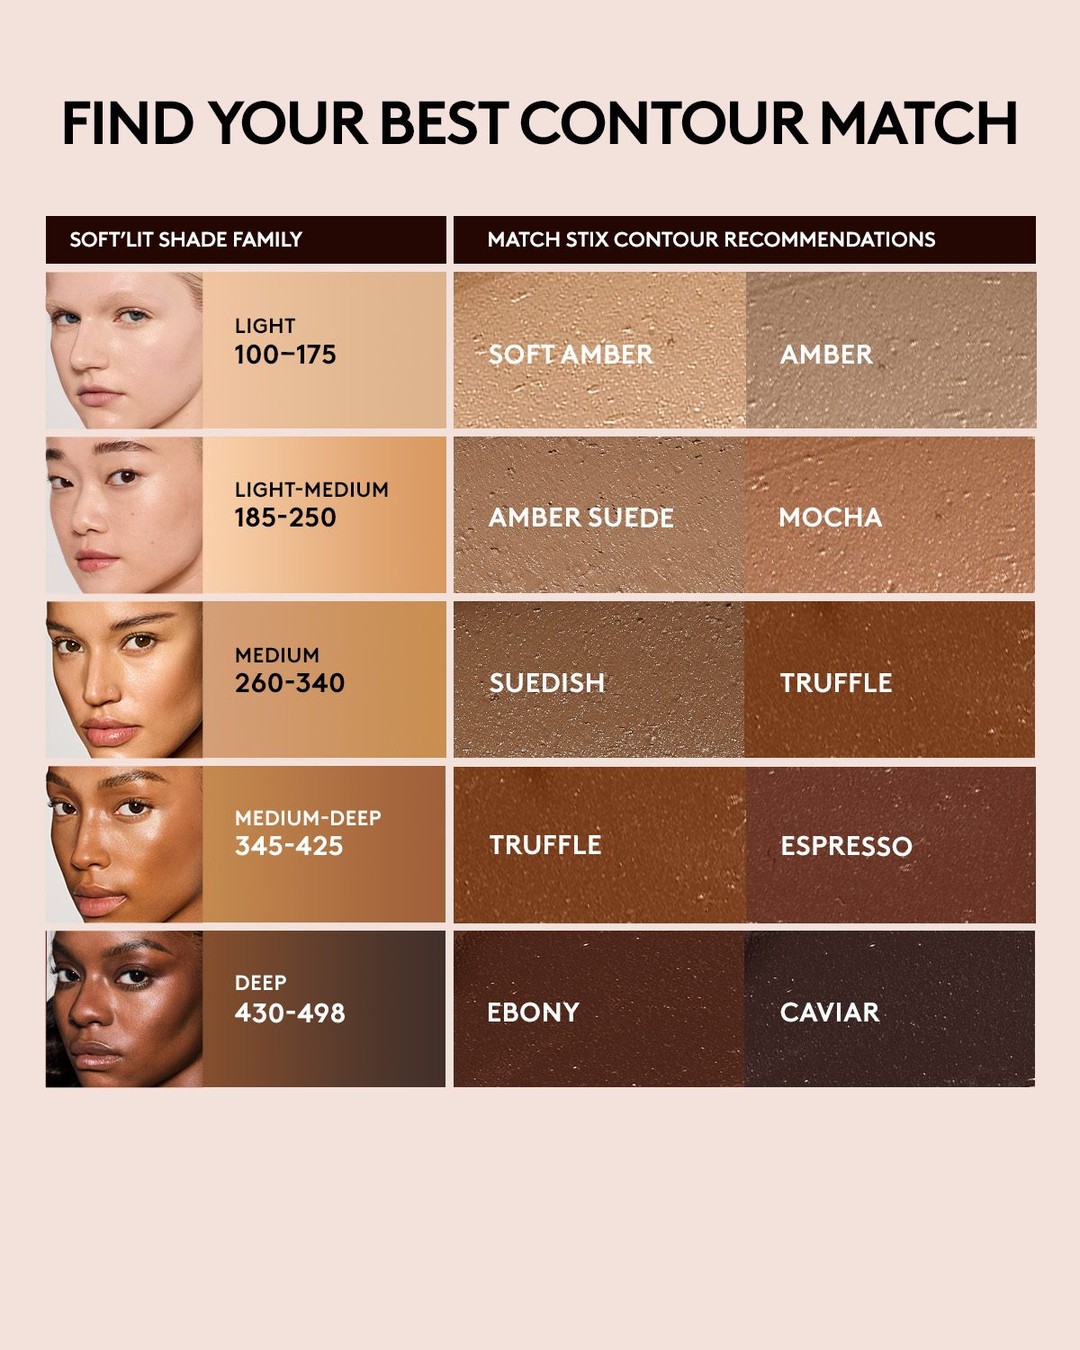 FIND YOUR BEST CONTOUR MATCH
SOFT’LIT SHADE FAMILY
MATCH STIX CONTOUR RECOMMENDATIONS
LIGHT
100–175
SOFT AMBER
AMBER
LIGHT-MEDIUM
185-250
AMBER SUEDE
MOCHA
MEDIUM
260-340
SUEDISH
TRUFFLE
MEDIUM-DEEP
345-425
TRUFFLE
ESPRESSO
DEEP
430-498
EBONY
CAVIAR